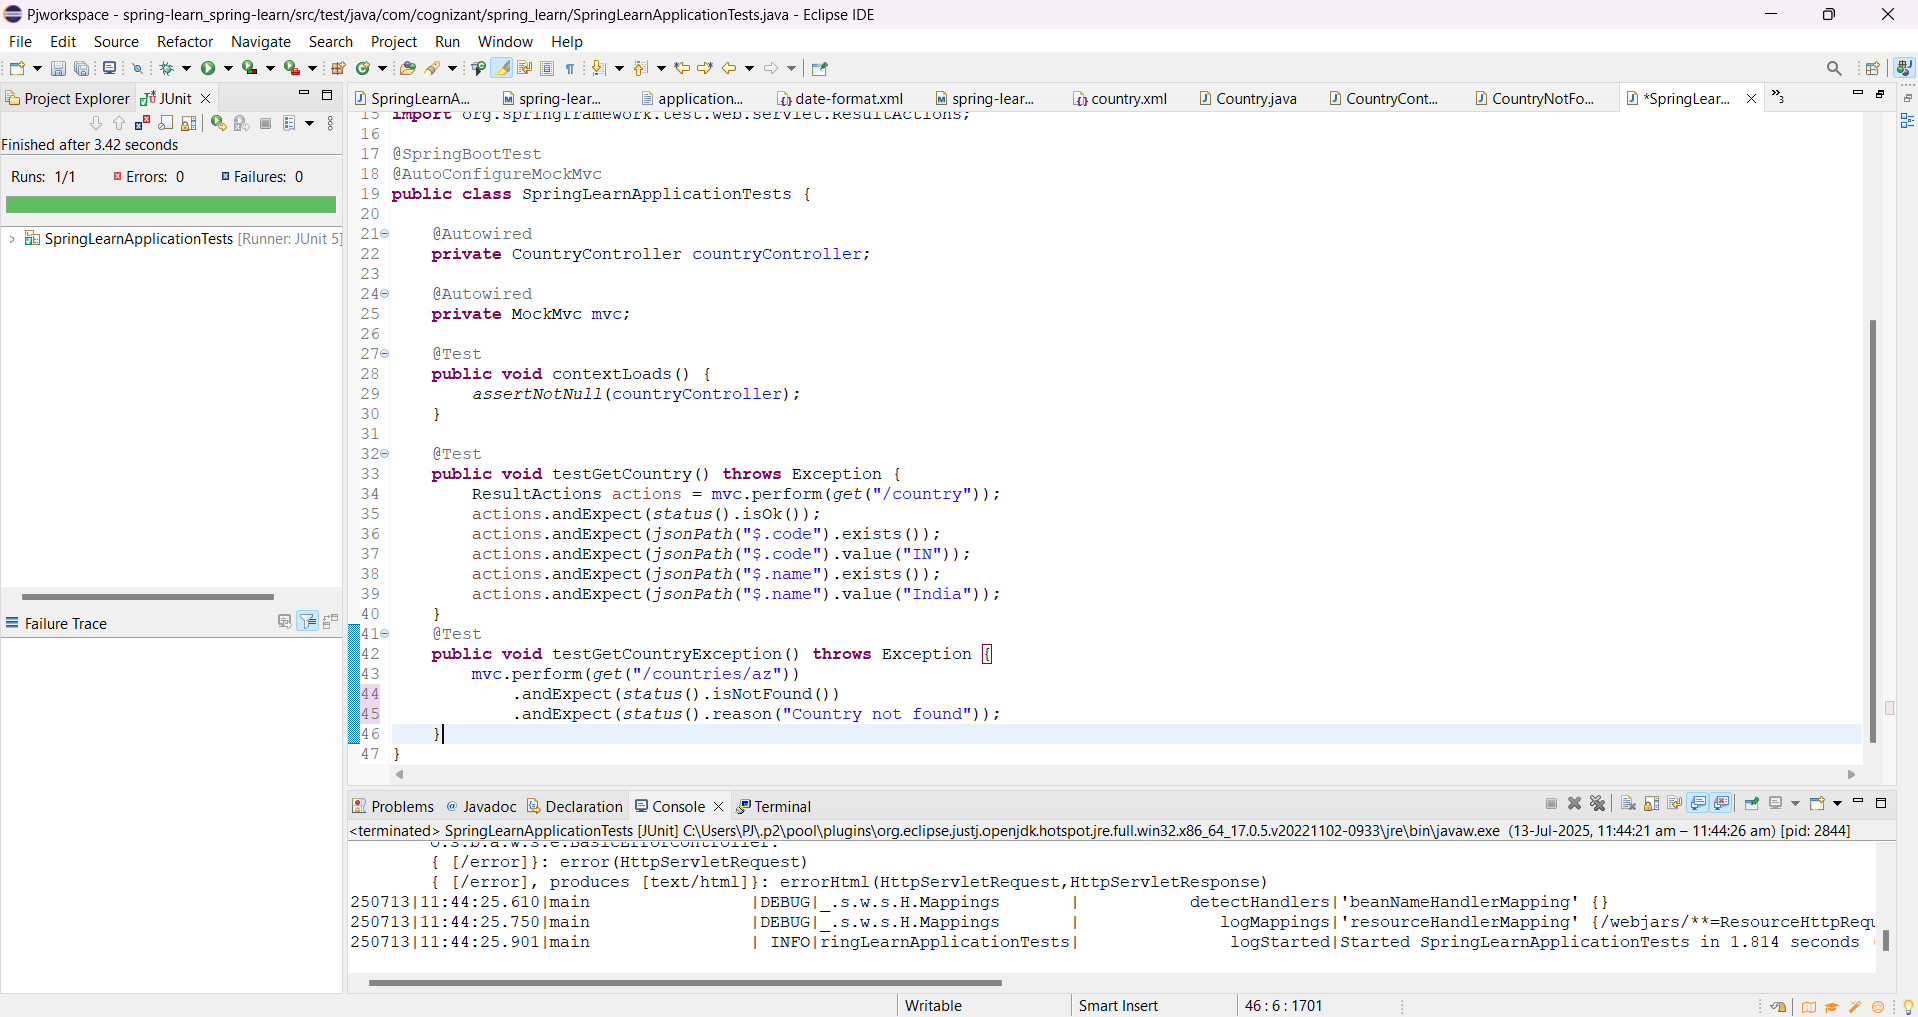 Pjworkspace - spring-learn_spring-learn/src/test/java/com/cognizant/spring_learn/SpringLearnApplicationTests.java - Eclipse IDE
File Edit Source Refactor Navigate Search Project Run Window Help
Project Explorer JUnit
SpringLearnA... spring-lear... application... date-format.xml spring-lear... country.xml Country.java CountryCont... CountryNotFo... *SpringLear... »3
Finished after 3.42 seconds
Runs: 1/1 Errors: 0 Failures: 0
SpringLearnApplicationTests [Runner: JUnit 5]
Failure Trace
15 import org.springframework.test.web.servlet.ResultActions;
16
17 @SpringBootTest
18 @AutoConfigureMockMvc
19 public class SpringLearnApplicationTests {
20
21 @Autowired
22 private CountryController countryController;
23
24 @Autowired
25 private MockMvc mvc;
26
27 @Test
28 public void contextLoads() {
29 assertNotNull(countryController);
30 }
31
32 @Test
33 public void testGetCountry() throws Exception {
34 ResultActions actions = mvc.perform(get("/country"));
35 actions.andExpect(status().isOk());
36 actions.andExpect(jsonPath("$.code").exists());
37 actions.andExpect(jsonPath("$.code").value("IN"));
38 actions.andExpect(jsonPath("$.name").exists());
39 actions.andExpect(jsonPath("$.name").value("India"));
40 }
41 @Test
42 public void testGetCountryException() throws Exception {
43 mvc.perform(get("/countries/az"))
44 .andExpect(status().isNotFound())
45 .andExpect(status().reason("Country not found"));
46 }
47 }
Problems @ Javadoc Declaration Console Terminal
<terminated> SpringLearnApplicationTests [JUnit] C:\Users\PJ\.p2\pool\plugins\org.eclipse.justj.openjdk.hotspot.jre.full.win32.x86_64_17.0.5.v20221102-0933\jre\bin\javaw.exe (13-Jul-2025, 11:44:21 am – 11:44:26 am) [pid: 2844]
o.s.b.a.w.s.e.BasicErrorController:
{ [/error]}: error(HttpServletRequest)
{ [/error], produces [text/html]}: errorHtml(HttpServletRequest,HttpServletResponse)
250713|11:44:25.610|main |DEBUG|_.s.w.s.H.Mappings | detectHandlers|'beanNameHandlerMapping' {}
250713|11:44:25.750|main |DEBUG|_.s.w.s.H.Mappings | logMappings|'resourceHandlerMapping' {/webjars/**=ResourceHttpRequ
250713|11:44:25.901|main | INFO|ringLearnApplicationTests| logStarted|Started SpringLearnApplicationTests in 1.814 seconds
Writable Smart Insert 46 : 6 : 1701